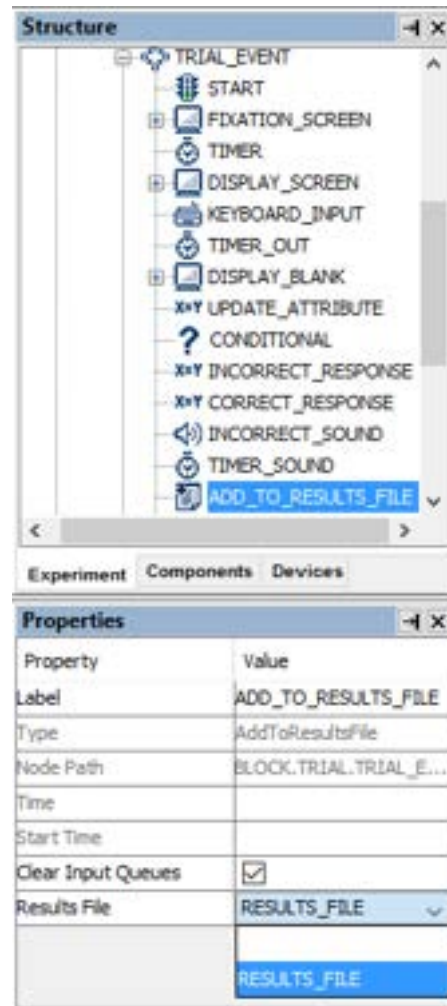 Structure
TRIAL_EVENT
START
FIXATION_SCREEN
TIMER
DISPLAY_SCREEN
KEYBOARD_INPUT
TIMER_OUT
DISPLAY_BLANK
X=Y UPDATE_ATTRIBUTE
? CONDITIONAL
X=Y INCORRECT_RESPONSE
X=Y CORRECT_RESPONSE
INCORRECT_SOUND
TIMER_SOUND
ADD_TO_RESULTS_FILE
Experiment Components Devices
Properties
Property Value
Label ADD_TO_RESULTS_FILE
Type AddToResultsFile
Node Path BLOCK.TRIAL.TRIAL_E...
Time
Start Time
Clear Input Queues
Results File RESULTS_FILE
RESULTS_FILE